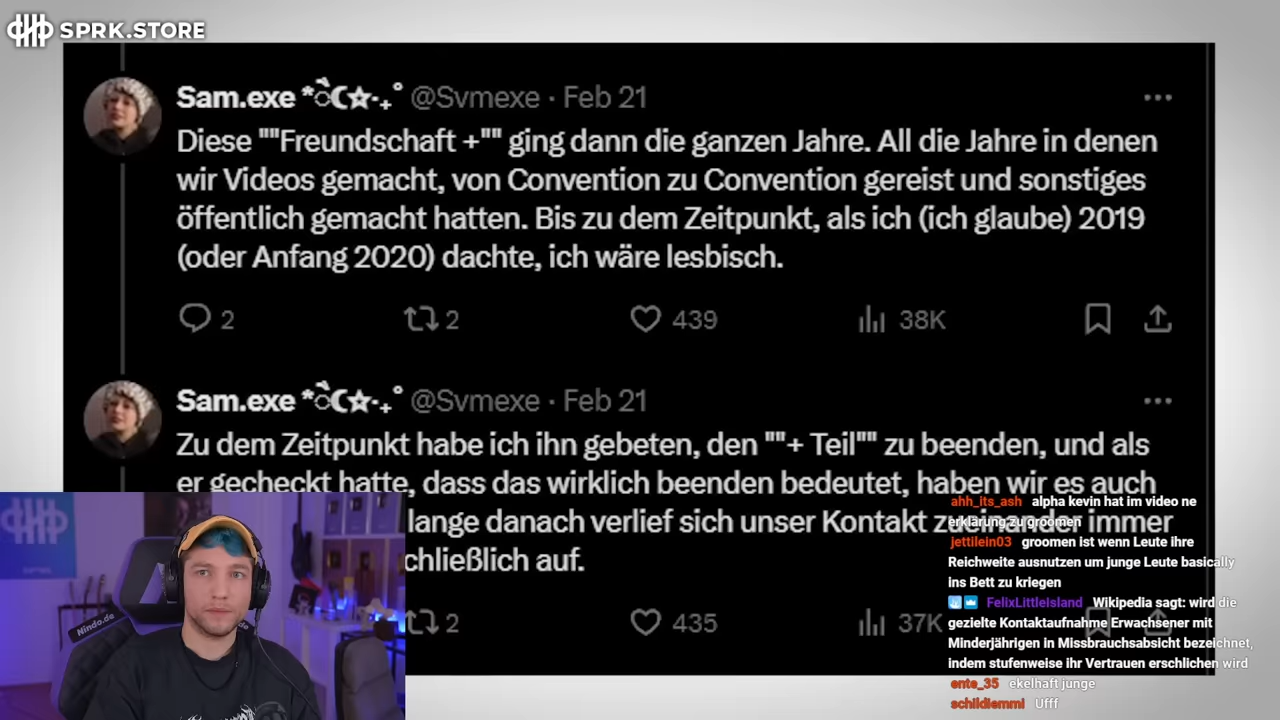 SPRK.STORE
Sam.exe @Svmexe · Feb 21
Diese ""Freundschaft +"" ging dann die ganzen Jahre. All die Jahre in denen
wir Videos gemacht, von Convention zu Convention gereist und sonstiges
öffentlich gemacht hatten. Bis zu dem Zeitpunkt, als ich (ich glaube) 2019
(oder Anfang 2020) dachte, ich wäre lesbisch.
2 2 439 38K
Sam.exe @Svmexe · Feb 21
Zu dem Zeitpunkt habe ich ihn gebeten, den ""+ Teil"" zu beenden, und als
er gecheckt hatte, dass das wirklich beenden bedeutet, haben wir es auch
lange danach verlief sich unser Kontakt zueinander immer
schließlich auf.
2 435 37K
Nindo.de
ahh_its_ash alpha kevin hat im video ne
erklärung zu groomen
jettilein03 groomen ist wenn Leute ihre
Reichweite ausnutzen um junge Leute basically
ins Bett zu kriegen
FelixLittleIsland Wikipedia sagt: wird die
gezielte Kontaktaufnahme Erwachsener mit
Minderjährigen in Missbrauchsabsicht bezeichnet,
indem stufenweise ihr Vertrauen erschlichen wird
ente_35 ekelhaft junge
schildiemmi Ufff